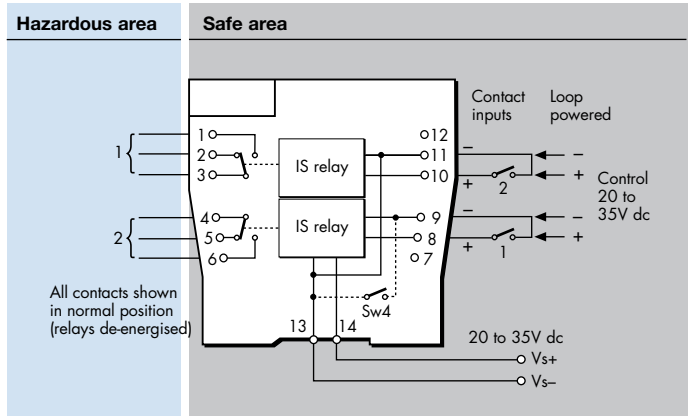 Hazardous area
Safe area
Contact
inputs
Loop
powered
1
1
2
3
IS relay
12
11
10
–
+
2
–
+
Control
20 to
35V dc
2
4
5
6
IS relay
9
8
7
–
+
1
–
+
All contacts shown
in normal position
(relays de-energised)
Sw4
13
14
20 to 35V dc
Vs+
Vs–